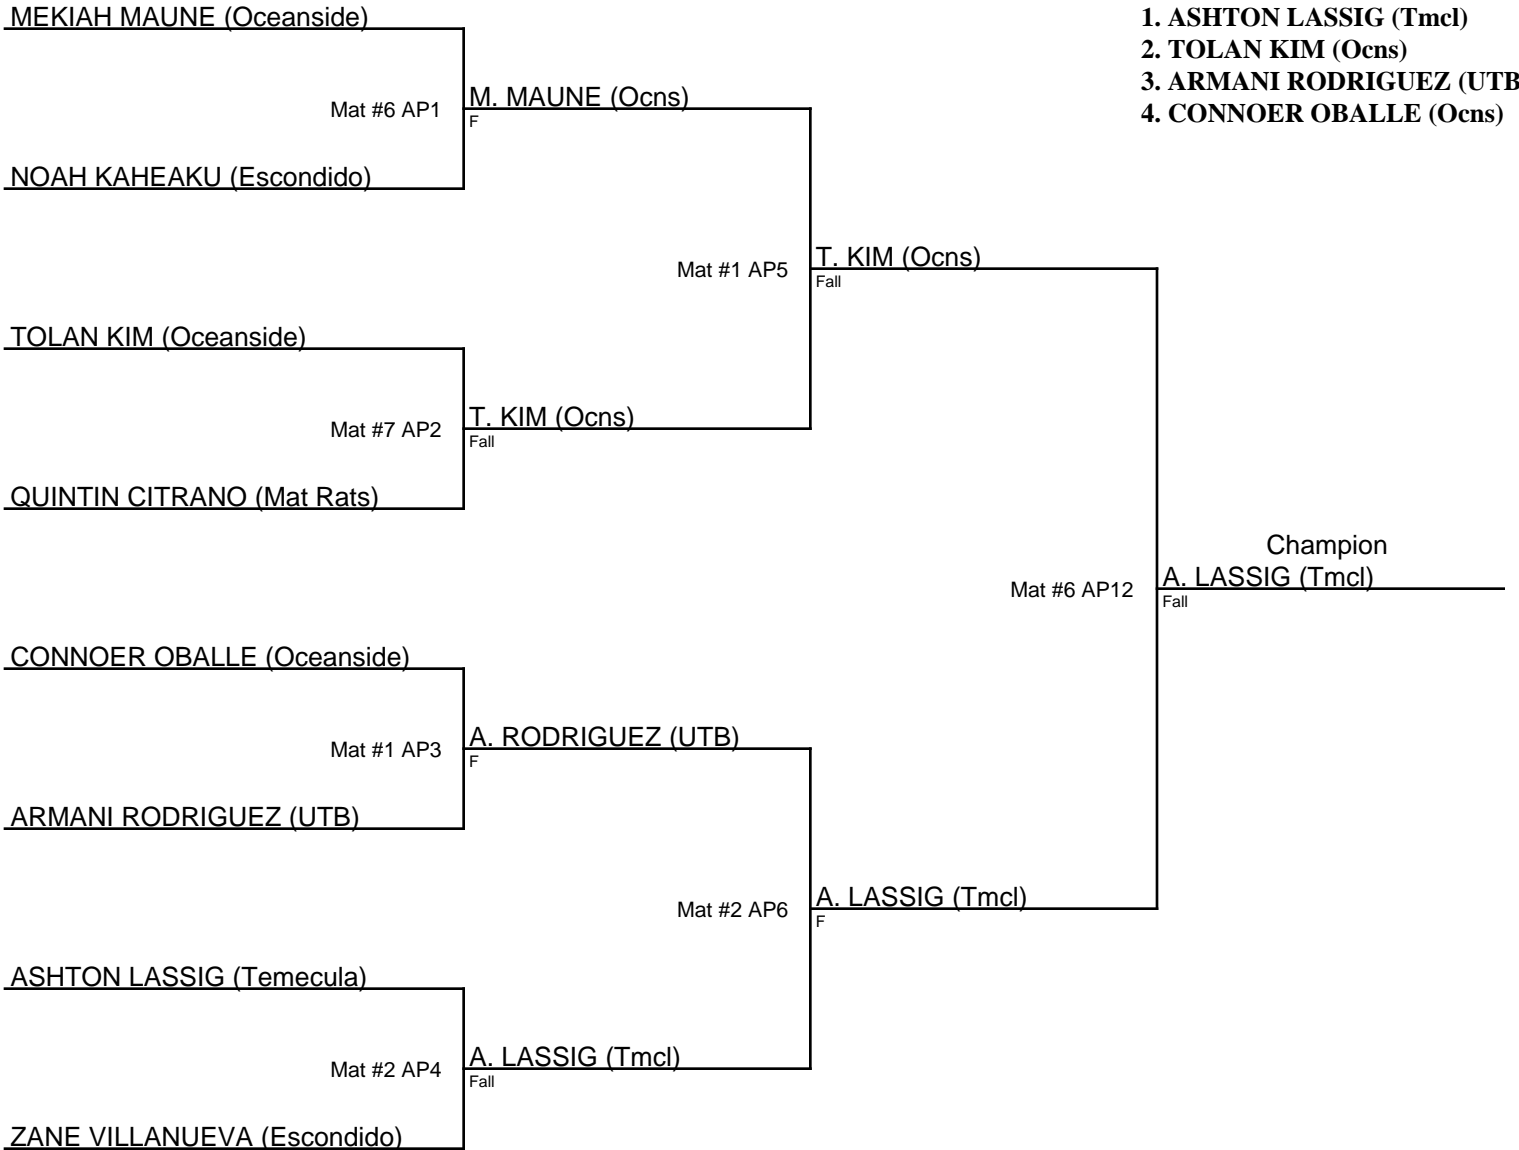 MEKIAH MAUNE (Oceanside)
1. ASHTON LASSIG (Tmcl)
2. TOLAN KIM (Ocns)
3. ARMANI RODRIGUEZ (UTB
4. CONNOER OBALLE (Ocns)
Mat #6 AP1
M. MAUNE (Ocns)
F
NOAH KAHEAKU (Escondido)
Mat #1 AP5
T. KIM (Ocns)
Fall
TOLAN KIM (Oceanside)
Mat #7 AP2
T. KIM (Ocns)
Fall
QUINTIN CITRANO (Mat Rats)
Champion
Mat #6 AP12
A. LASSIG (Tmcl)
Fall
CONNOER OBALLE (Oceanside)
Mat #1 AP3
A. RODRIGUEZ (UTB)
F
ARMANI RODRIGUEZ (UTB)
Mat #2 AP6
A. LASSIG (Tmcl)
F
ASHTON LASSIG (Temecula)
Mat #2 AP4
A. LASSIG (Tmcl)
Fall
ZANE VILLANUEVA (Escondido)